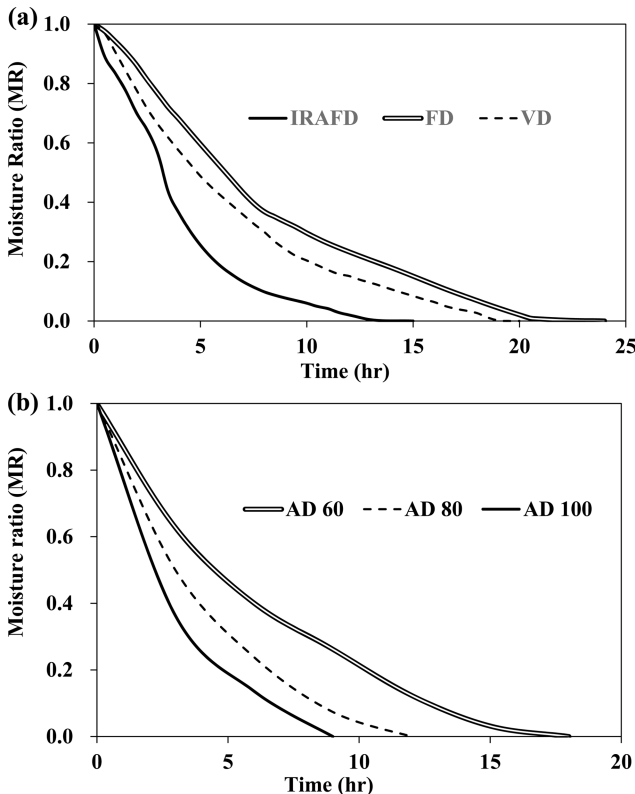 (a)
1.0
0.8
0.6
0.4
0.2
0.0
Moisture Ratio (MR)
IRAFD FD VD
0 5 10 15 20 25
Time (hr)
(b)
1.0
0.8
0.6
0.4
0.2
0.0
Moisture ratio (MR)
AD 60 AD 80 AD 100
0 5 10 15 20
Time (hr)